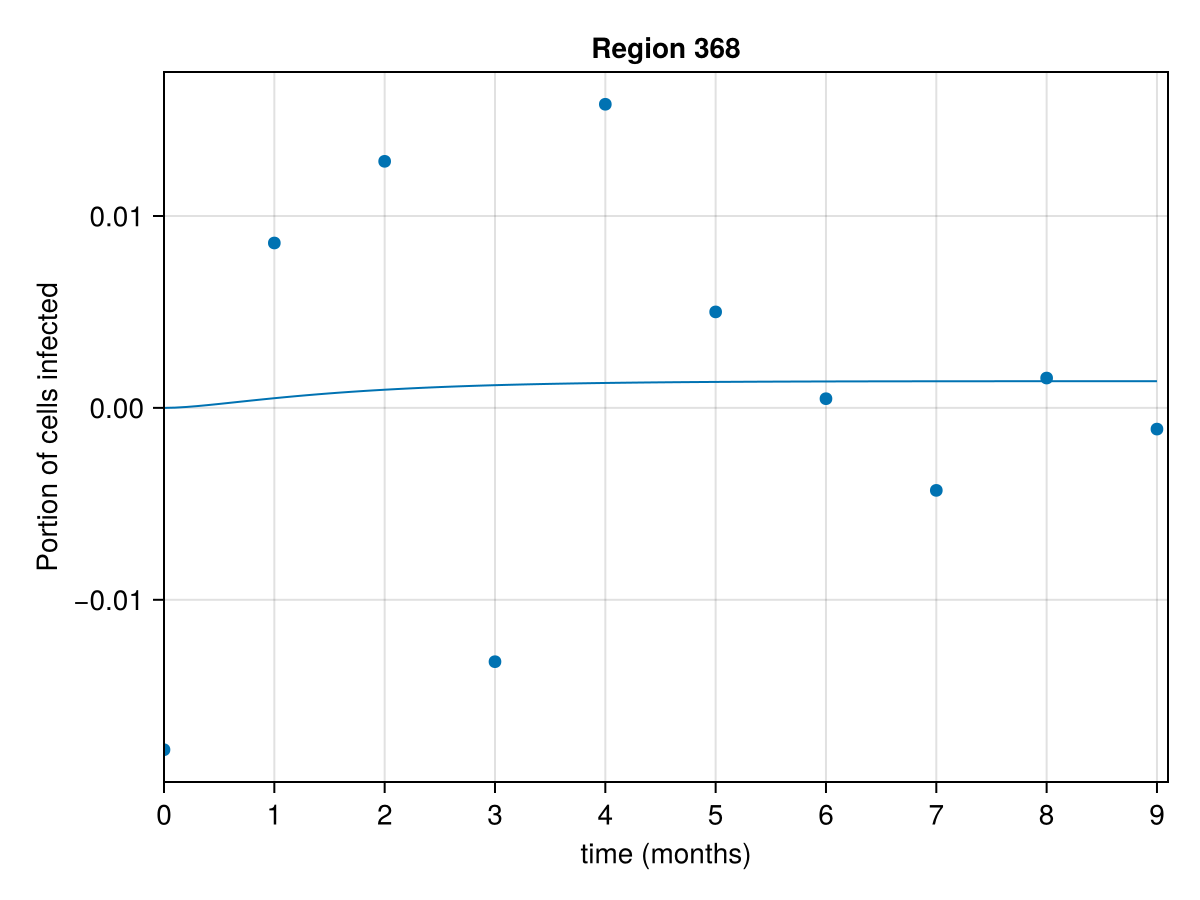 Region 368
Portion of cells infected
0.01
0.00
−0.01
0 1 2 3 4 5 6 7 8 9
time (months)